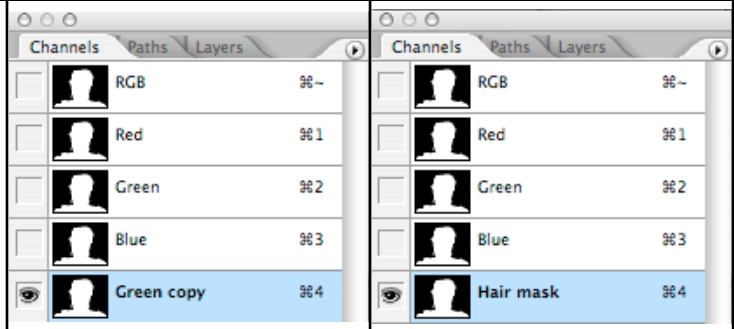 Channels Paths Layers
RGB ⌘~
Red ⌘1
Green ⌘2
Blue ⌘3
Green copy ⌘4
Channels Paths Layers
RGB ⌘~
Red ⌘1
Green ⌘2
Blue ⌘3
Hair mask ⌘4